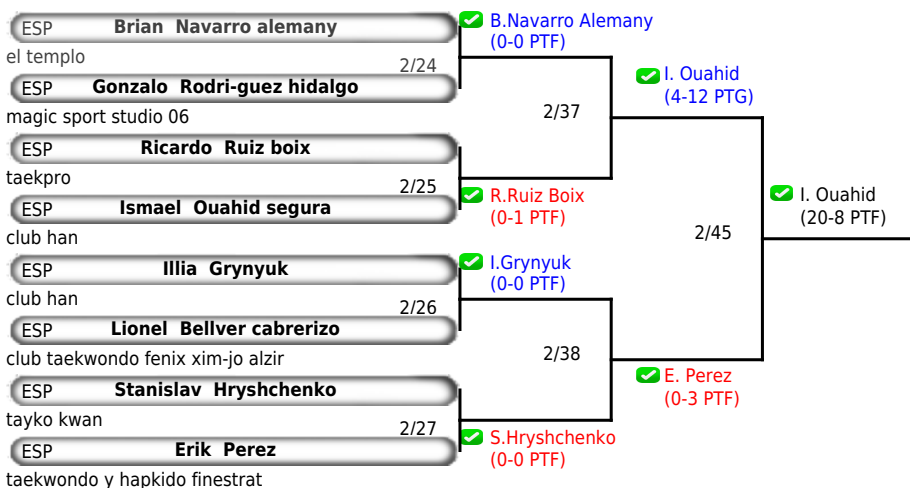 ESP Brian Navarro alemany
el templo
2/24
ESP Gonzalo Rodri-guez hidalgo
magic sport studio 06
ESP Ricardo Ruiz boix
taekpro
2/25
ESP Ismael Ouahid segura
club han
ESP Illia Grynyuk
club han
2/26
ESP Lionel Bellver cabrerizo
club taekwondo fenix xim-jo alzir
ESP Stanislav Hryshchenko
tayko kwan
2/27
ESP Erik Perez
taekwondo y hapkido finestrat
B.Navarro Alemany
(0-0 PTF)
2/37
R.Ruiz Boix
(0-1 PTF)
I.Grynyuk
(0-0 PTF)
2/38
S.Hryshchenko
(0-0 PTF)
I. Ouahid
(4-12 PTG)
2/45
E. Perez
(0-3 PTF)
I. Ouahid
(20-8 PTF)